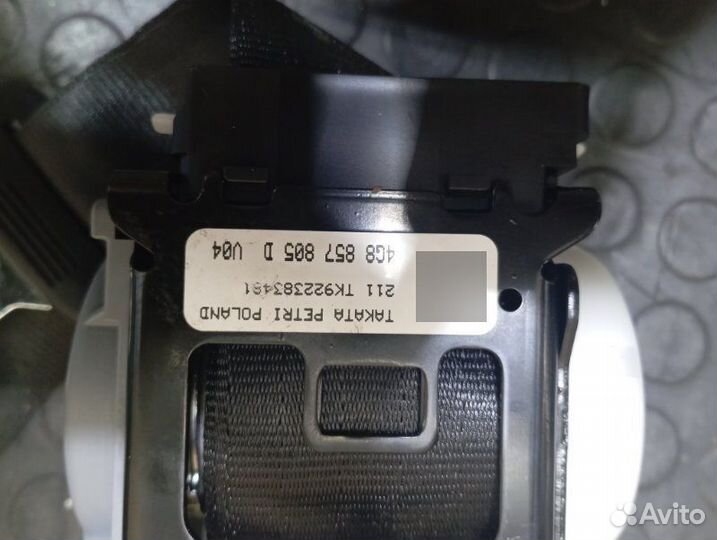 TAKATA PETRI POLAND
211 TK922383481
4G8 857 805 D V04
Avito